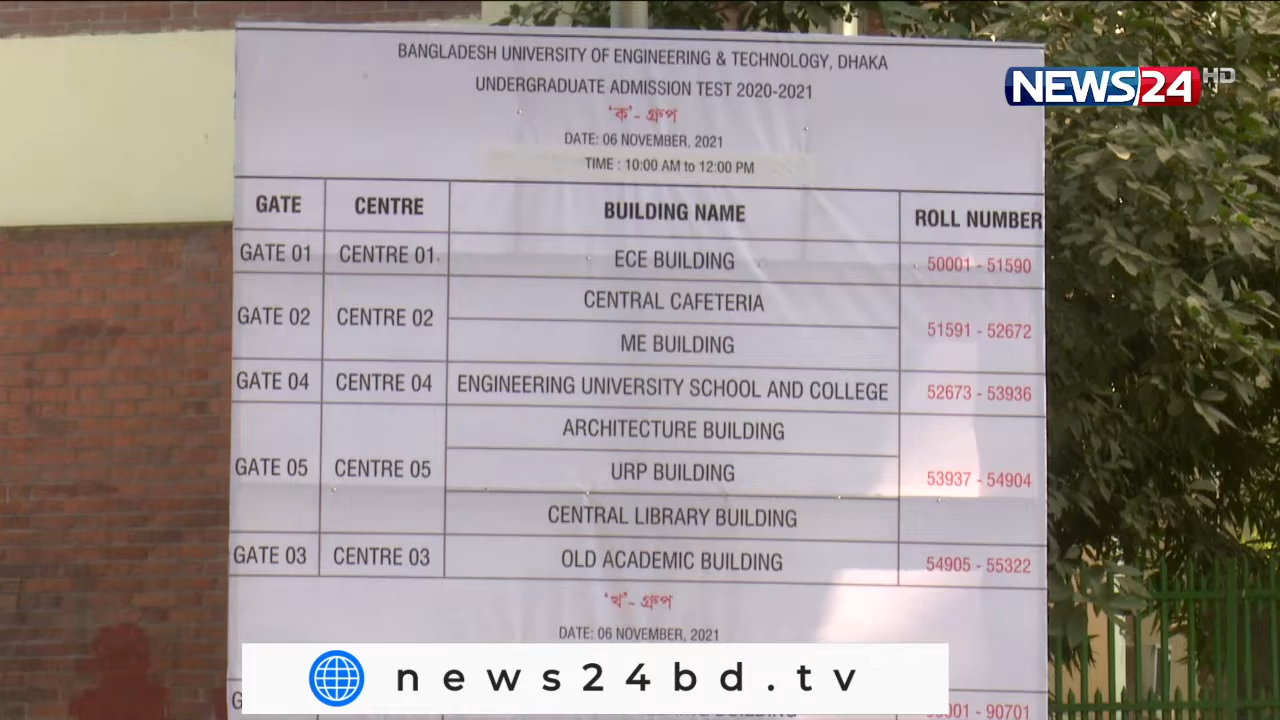 BANGLADESH UNIVERSITY OF ENGINEERING & TECHNOLOGY, DHAKA
UNDERGRADUATE ADMISSION TEST 2020-2021
NEWS24 HD
‘ক’- গ্রুপ
DATE: 06 NOVEMBER, 2021
TIME : 10:00 AM to 12:00 PM
GATE CENTRE BUILDING NAME ROLL NUMBER
GATE 01 CENTRE 01 ECE BUILDING 50001 - 51590
GATE 02 CENTRE 02 CENTRAL CAFETERIA 51591 - 52672
ME BUILDING
GATE 04 CENTRE 04 ENGINEERING UNIVERSITY SCHOOL AND COLLEGE 52673 - 53936
ARCHITECTURE BUILDING
GATE 05 CENTRE 05 URP BUILDING 53937 - 54904
CENTRAL LIBRARY BUILDING
GATE 03 CENTRE 03 OLD ACADEMIC BUILDING 54905 - 55322
‘খ’- গ্রুপ
DATE: 06 NOVEMBER, 2021
news24bd.tv
BUILDING - 90701